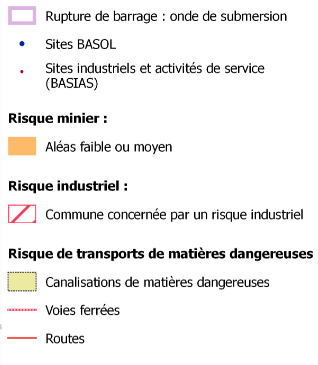 Rupture de barrage : onde de submersion
Sites BASOL
Sites industriels et activités de service
(BASIAS)
Risque minier :
Aléas faible ou moyen
Risque industriel :
Commune concernée par un risque industriel
Risque de transports de matières dangereuses
Canalisations de matières dangereuses
Voies ferrées
Routes